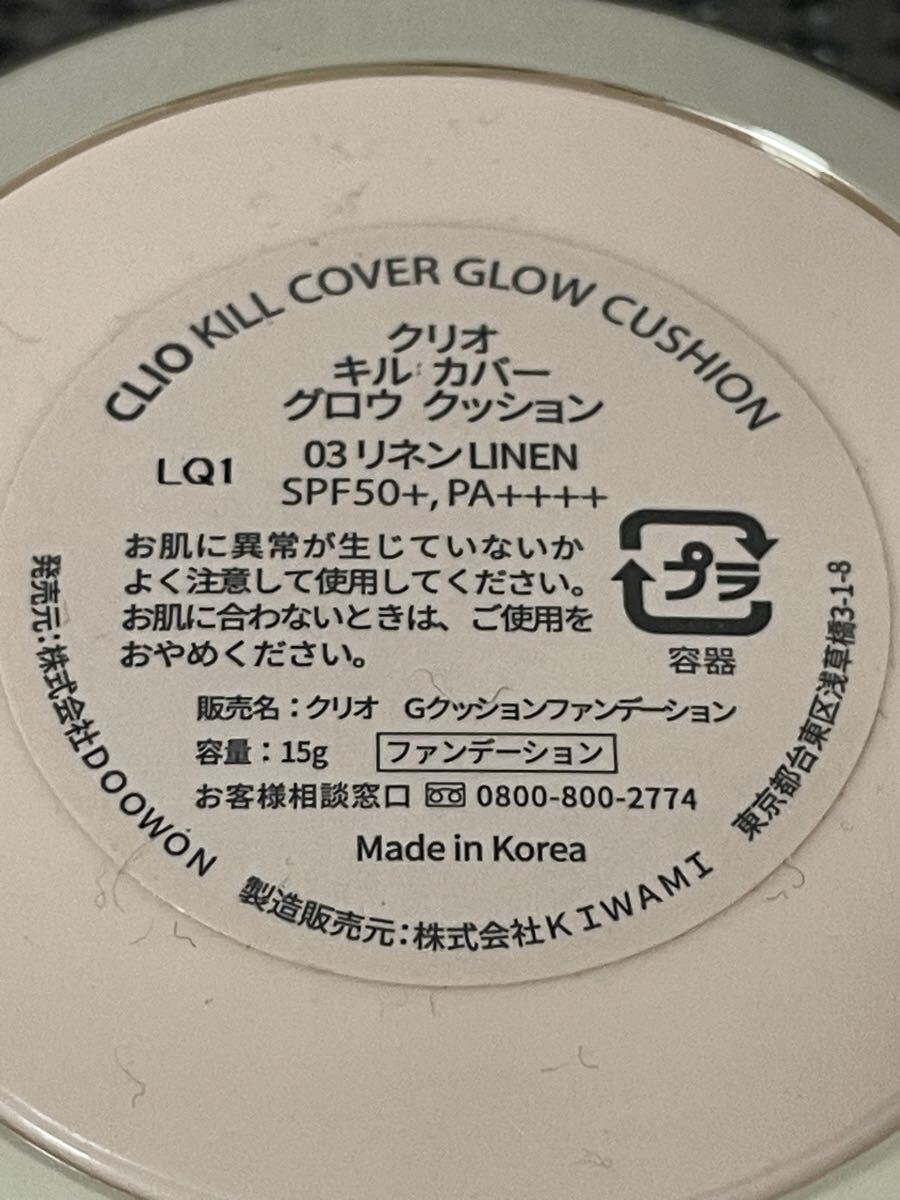 CLIO KILL COVER GLOW CUSHION
クリオ
キル カバー
グロウ クッション
03 リネン LINEN
LQ1
SPF50+, PA++++
お肌に異常が生じていないか
よく注意して使用してください。
お肌に合わないときは、ご使用を
おやめください。
プラ
容器
販売名：クリオ Gクッションファンデーション
容量：15g ファンデーション
お客様相談窓口 0800-800-2774
Made in Korea
発売元：株式会社DOOWON
製造販売元：株式会社KIWAMI
東京都台東区浅草橋3-1-8